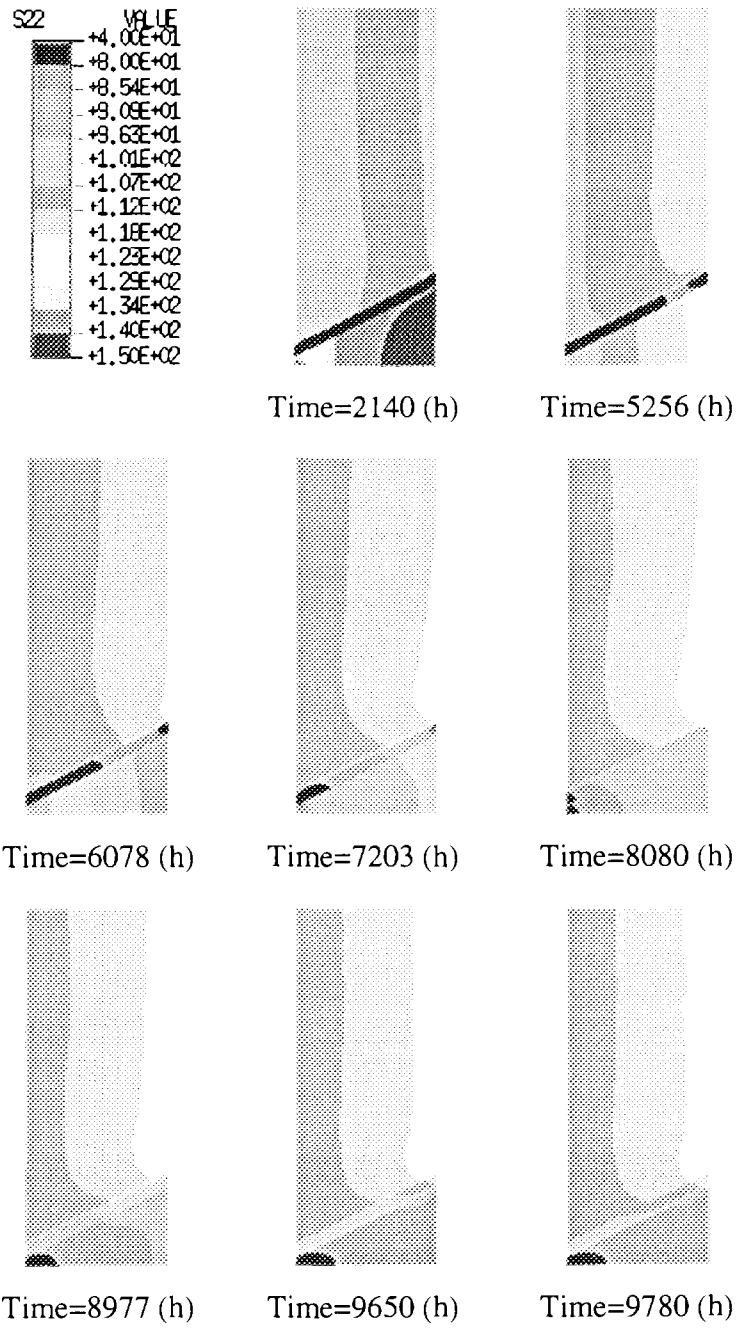 S22 VALUE
+4.00E+01
+8.00E+01
+8.54E+01
+9.09E+01
+9.63E+01
+1.01E+02
+1.07E+02
+1.12E+02
+1.18E+02
+1.23E+02
+1.29E+02
+1.34E+02
+1.40E+02
+1.50E+02
Time=2140 (h) Time=5256 (h)
Time=6078 (h) Time=7203 (h) Time=8080 (h)
Time=8977 (h) Time=9650 (h) Time=9780 (h)